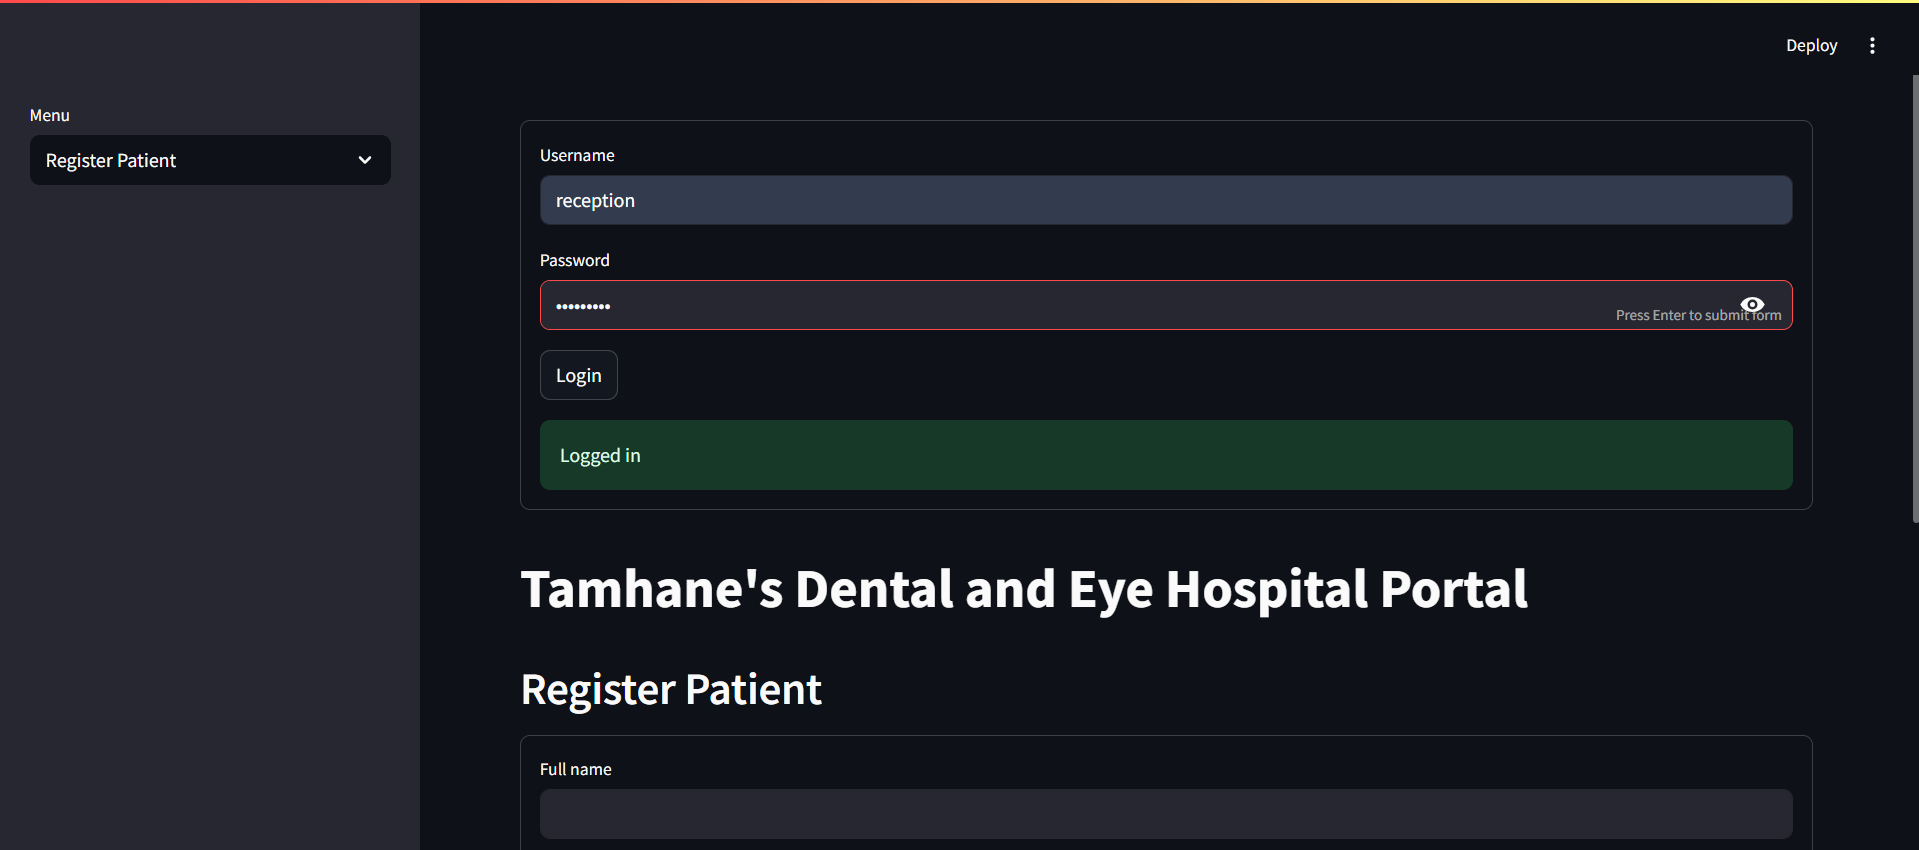 Deploy
Menu
Register Patient
Username
reception
Password
•••••••••
Press Enter to submit form
Login
Logged in
Tamhane's Dental and Eye Hospital Portal
Register Patient
Full name